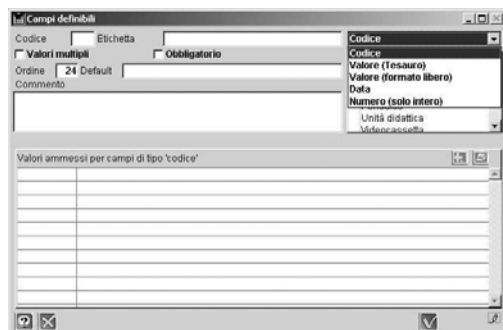 Campi definibili
Codice Etichetta Codice
Valori multipli Obbligatorio Codice
Valore (Tesauro)
Ordine 24 Default Valore (formato libero)
Commento Data
Numero (solo intero)
Unità didattica
Videocassetta
Valori ammessi per campi di tipo 'codice'